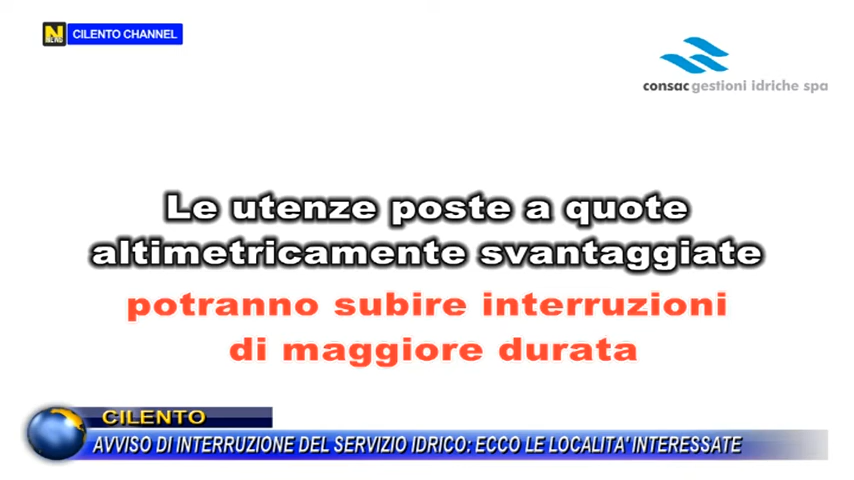 CILENTO CHANNEL
consac gestioni idriche spa
Le utenze poste a quote
altimetricamente svantaggiate
potranno subire interruzioni
di maggiore durata
CILENTO
AVVISO DI INTERRUZIONE DEL SERVIZIO IDRICO: ECCO LE LOCALITA' INTERESSATE